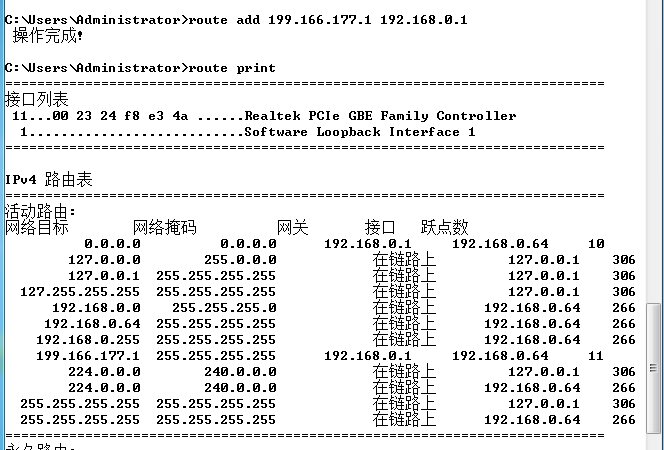 C:\Users\Administrator>route add 199.166.177.1 192.168.0.1
操作完成!
C:\Users\Administrator>route print
===========================================================================
接口列表
11...00 23 24 f8 e3 4a ......Realtek PCIe GBE Family Controller
1...........................Software Loopback Interface 1
===========================================================================
IPv4 路由表
===========================================================================
活动路由:
网络目标 网络掩码 网关 接口 跃点数
0.0.0.0 0.0.0.0 192.168.0.1 192.168.0.64 10
127.0.0.0 255.0.0.0 在链路上 127.0.0.1 306
127.0.0.1 255.255.255.255 在链路上 127.0.0.1 306
127.255.255.255 255.255.255.255 在链路上 127.0.0.1 306
192.168.0.0 255.255.255.0 在链路上 192.168.0.64 266
192.168.0.64 255.255.255.255 在链路上 192.168.0.64 266
192.168.0.255 255.255.255.255 在链路上 192.168.0.64 266
199.166.177.1 255.255.255.255 192.168.0.1 192.168.0.64 11
224.0.0.0 240.0.0.0 在链路上 127.0.0.1 306
224.0.0.0 240.0.0.0 在链路上 192.168.0.64 266
255.255.255.255 255.255.255.255 在链路上 127.0.0.1 306
255.255.255.255 255.255.255.255 在链路上 192.168.0.64 266
===========================================================================